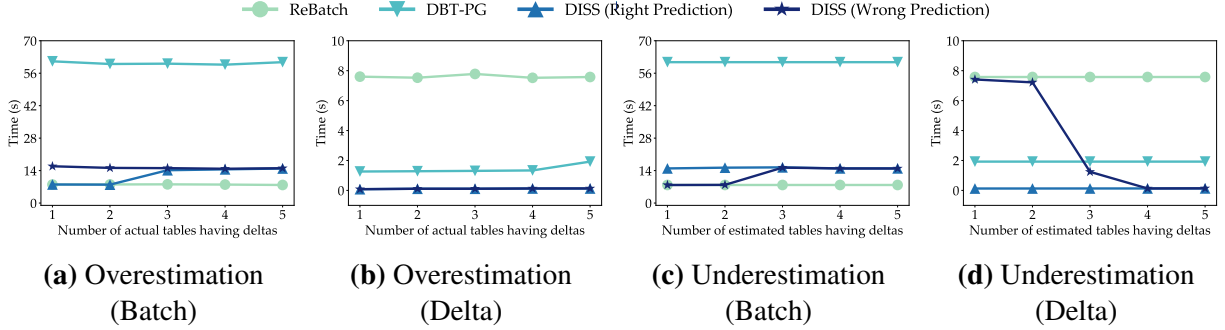 ReBatch DBT-PG DISS (Right Prediction) DISS (Wrong Prediction)
70
56
42
28
14
0
Time (s)
1 2 3 4 5
Number of actual tables having deltas
10
8
6
4
2
0
Time (s)
1 2 3 4 5
Number of actual tables having deltas
70
56
42
28
14
0
Time (s)
1 2 3 4 5
Number of estimated tables having deltas
10
8
6
4
2
0
Time (s)
1 2 3 4 5
Number of estimated tables having deltas
(a) Overestimation
(Batch)
(b) Overestimation
(Delta)
(c) Underestimation
(Batch)
(d) Underestimation
(Delta)